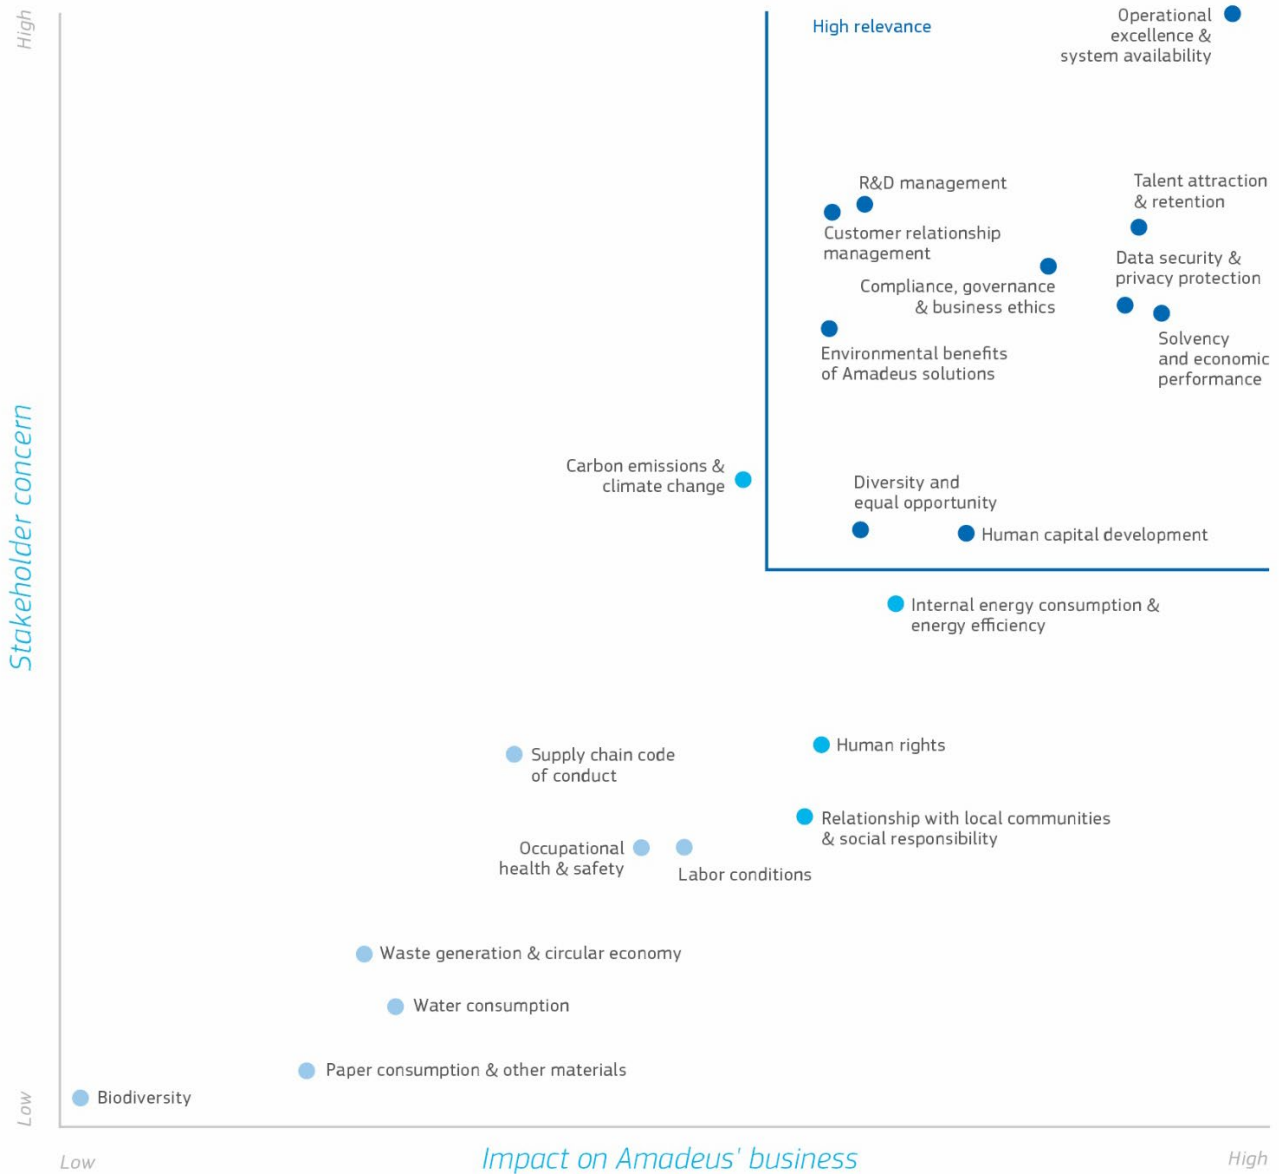 High
High relevance
Operational
excellence &
system availability
R&D management
Talent attraction
& retention
Customer relationship
management
Data security &
privacy protection
Compliance, governance
& business ethics
Solvency
and economic
performance
Environmental benefits
of Amadeus solutions
Stakeholder concern
Carbon emissions &
climate change
Diversity and
equal opportunity
Human capital development
Internal energy consumption &
energy efficiency
Human rights
Supply chain code
of conduct
Relationship with local communities
& social responsibility
Occupational
health & safety
Labor conditions
Waste generation & circular economy
Water consumption
Paper consumption & other materials
Biodiversity
Low
Low
Impact on Amadeus' business
High